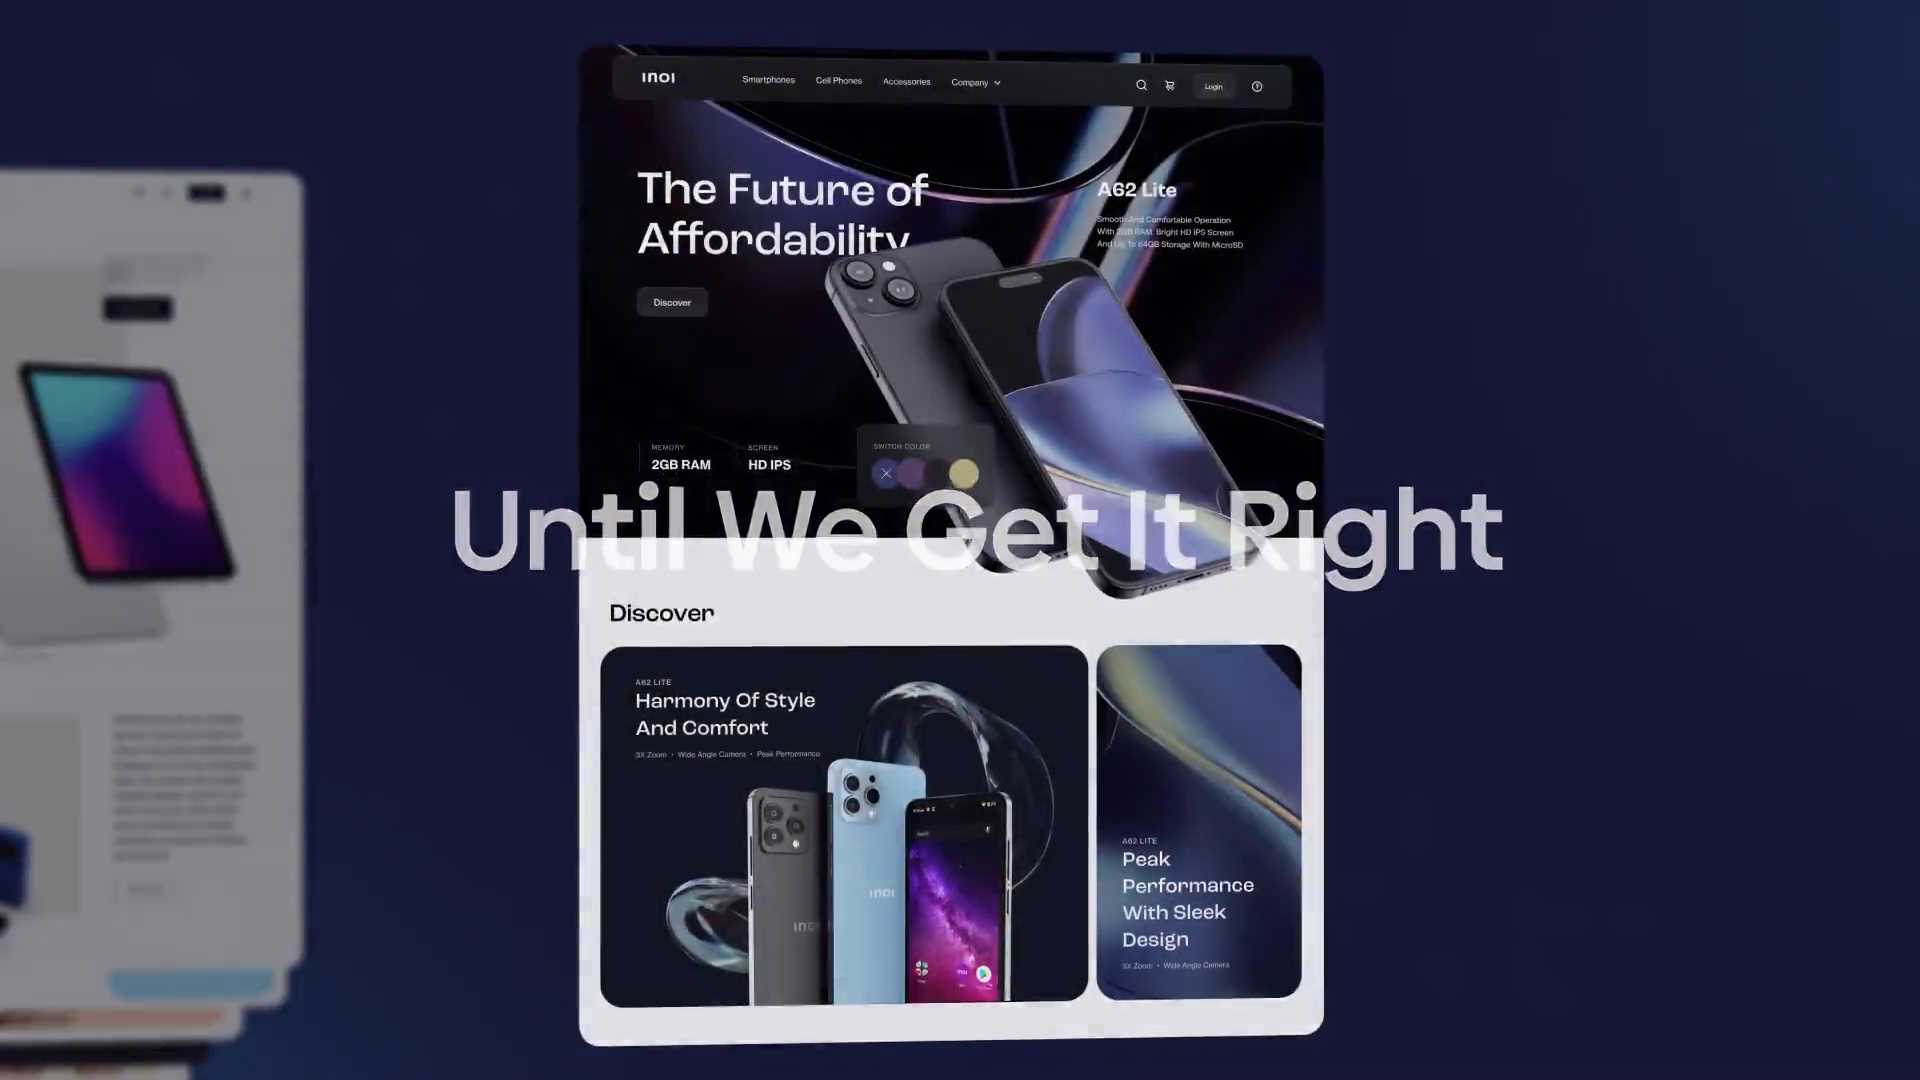 INOI
Smartphones
Cell Phones
Accessories
Company
Login
The Future of
Affordability
Discover
A62 Lite
Smooth And Comfortable Operation
With 2GB RAM. Bright HD IPS Screen
And Up To 64GB Storage With MicroSD
MEMORY
2GB RAM
SCREEN
HD IPS
SWITCH COLOR
Until We Get It Right
Discover
A62 LITE
Harmony Of Style
And Comfort
3X Zoom • Wide Angle Camera • Peak Performance
inoi
A62 LITE
Peak
Performance
With Sleek
Design
3X Zoom • Wide Angle Camera